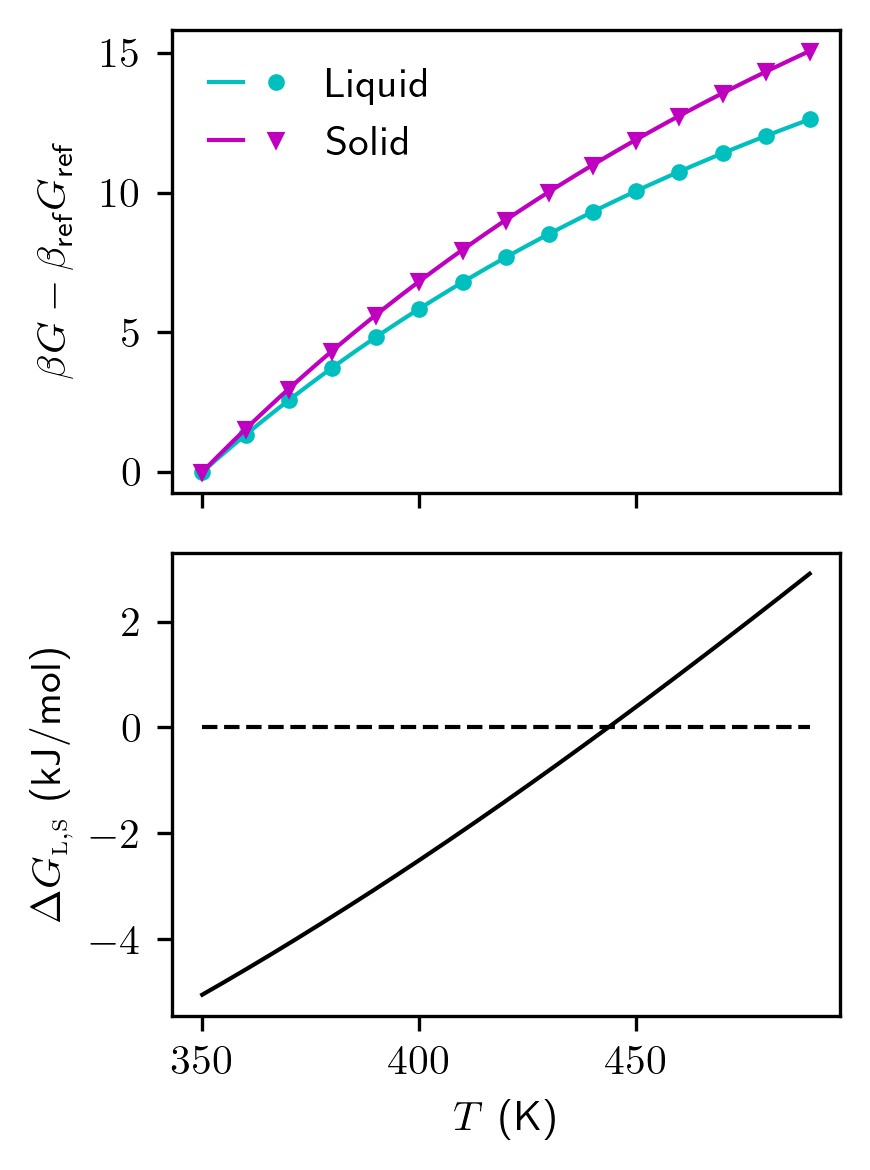 15
10
5
0
βG − β_ref G_ref
Liquid
Solid
2
0
−2
−4
ΔG_L,S (kJ/mol)
350
400
450
T (K)